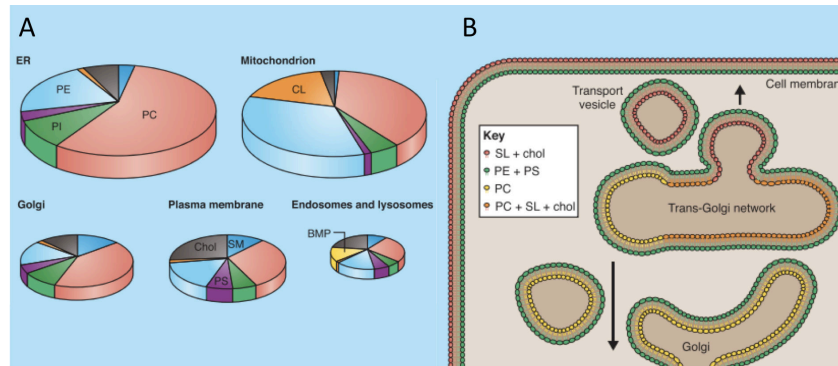 A
ER
PE
PI
PC
Mitochondrion
CL
Golgi
Plasma membrane
Chol
SM
PS
Endosomes and lysosomes
BMP
B
Cell membran
Transport
vesicle
Key
SL + chol
PE + PS
PC
PC + SL + chol
Trans-Golgi network
Golgi